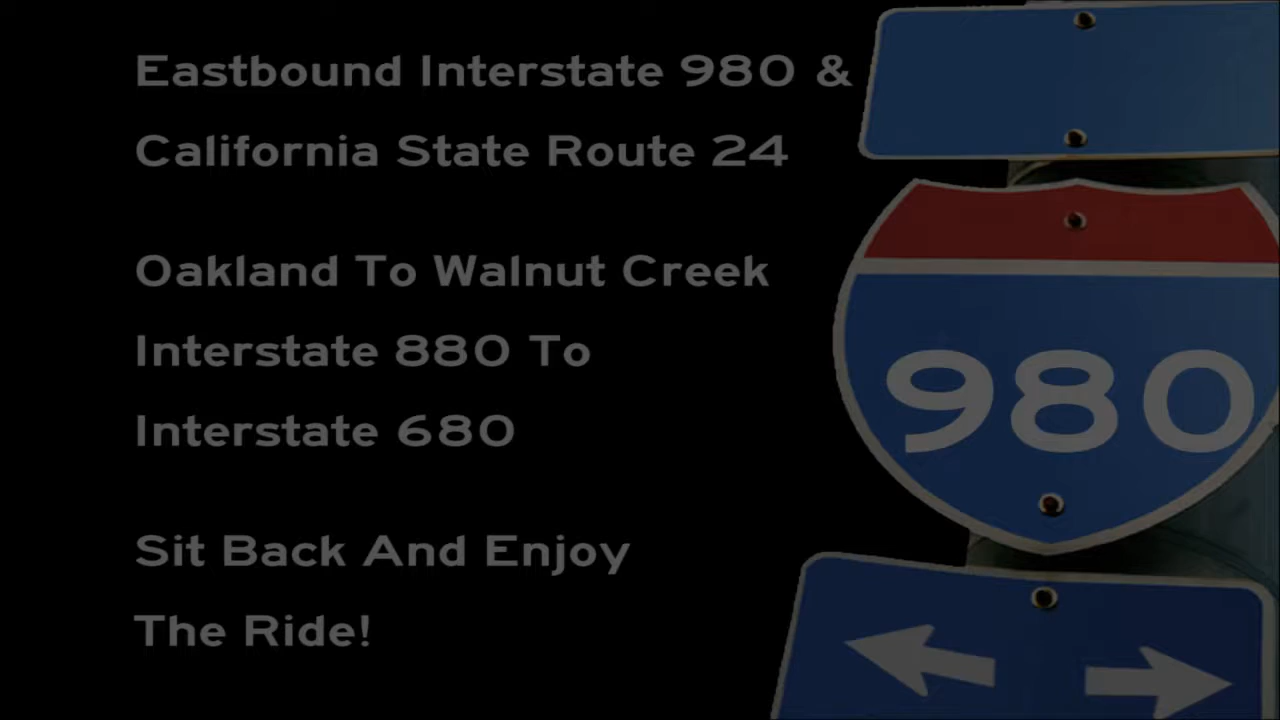 Eastbound Interstate 980 &
California State Route 24
Oakland To Walnut Creek
Interstate 880 To
Interstate 680
Sit Back And Enjoy
The Ride!
980